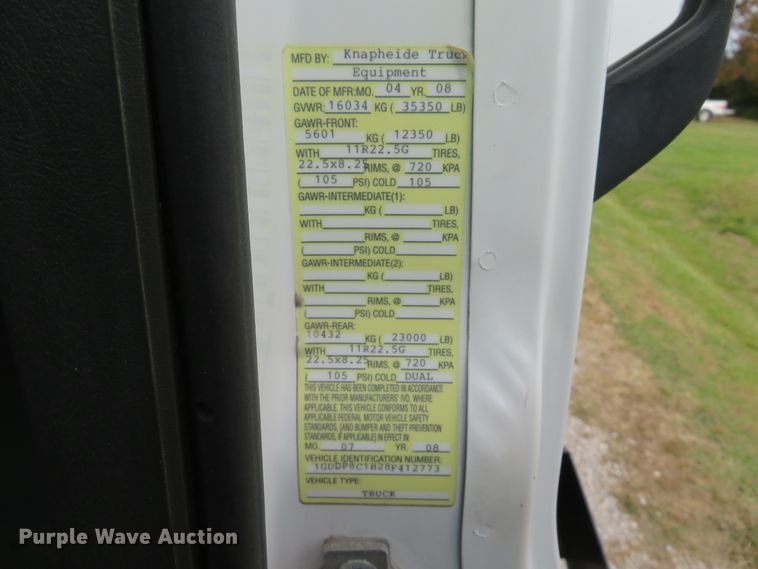 MFD BY: Knapheide Truck
Equipment
DATE OF MFR:MO. 04 YR. 08
GVWR: 16034 KG ( 35350 LB)
GAWR-FRONT:
5601 KG ( 12350 LB)
WITH 11R22.5G TIRES,
22.5x8.25 RIMS, @ 720 KPA
( 105 PSI) COLD 105
GAWR-INTERMEDIATE(1):
KG ( LB)
WITH TIRES,
RIMS, @ KPA
( PSI) COLD
GAWR-INTERMEDIATE(2):
KG ( LB)
WITH TIRES,
RIMS, @ KPA
( PSI) COLD
GAWR-REAR:
10432 KG ( 23000 LB)
WITH 11R22.5G TIRES,
22.5x8.25 RIMS, @ 720 KPA
( 105 PSI) COLD DUAL
THIS VEHICLE HAS BEEN COMPLETED IN ACCORDANCE
WITH THE PRIOR MANUFACTURERS' IVD, WHERE
APPLICABLE. THIS VEHICLE CONFORMS TO ALL
APPLICABLE FEDERAL MOTOR VEHICLE SAFETY
STANDARDS, [AND BUMPER AND THEFT PREVENTION
STANDARDS, IF APPLICABLE] IN EFFECT IN:
MO. 07 YR. 08
VEHICLE IDENTIFICATION NUMBER:
1GDDP8C1828F412773
VEHICLE TYPE:
TRUCK
Purple Wave Auction